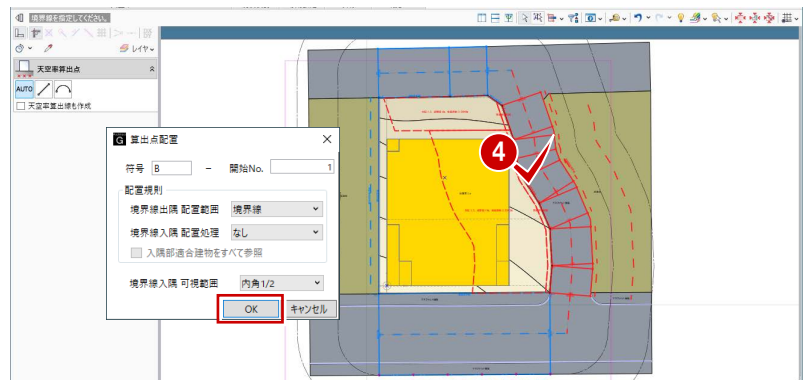 境界線を指定してください。
レイヤ
天空率算出点
AUTO
天空率算出線も作成
G 算出点配置
符号 B - 開始No. 1
配置規則
境界線出隅 配置範囲 境界線
境界線入隅 配置処理 なし
入隅部適合建物をすべて参照
境界線入隅 可視範囲 内角1/2
OK キャンセル
4